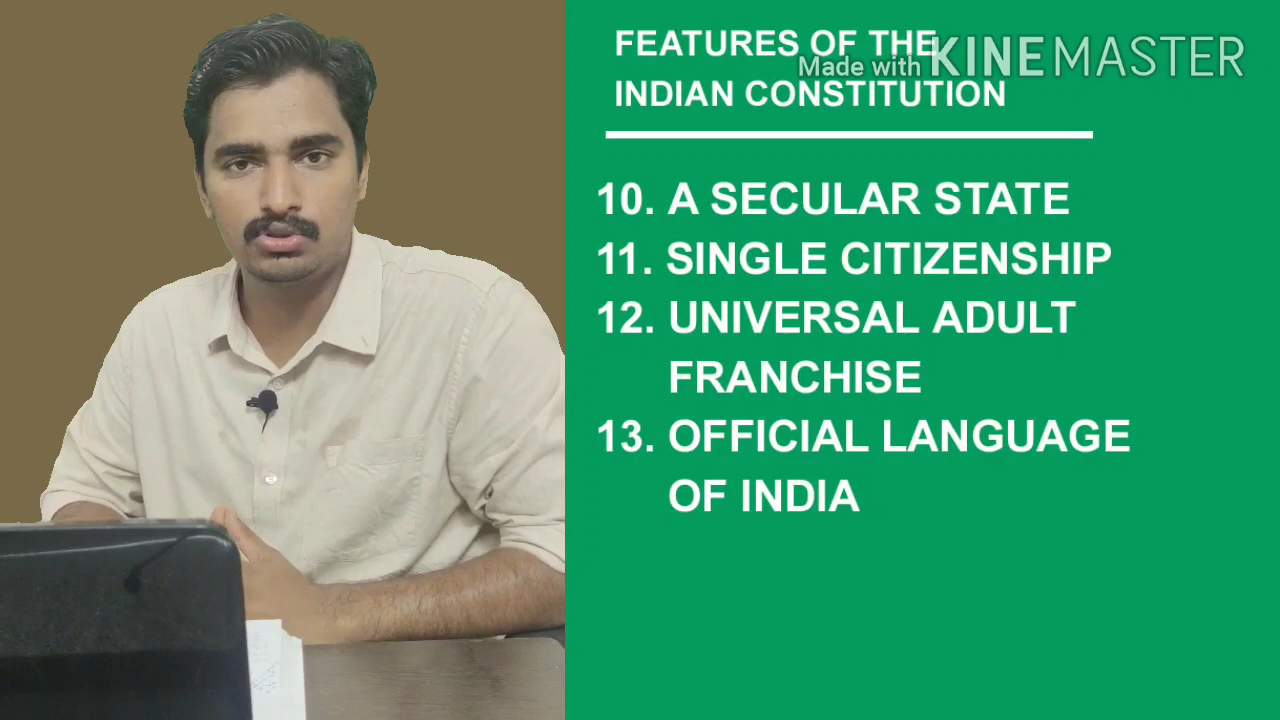 FEATURES OF THE
Made with KINEMASTER
INDIAN CONSTITUTION
10. A SECULAR STATE
11. SINGLE CITIZENSHIP
12. UNIVERSAL ADULT
FRANCHISE
13. OFFICIAL LANGUAGE
OF INDIA